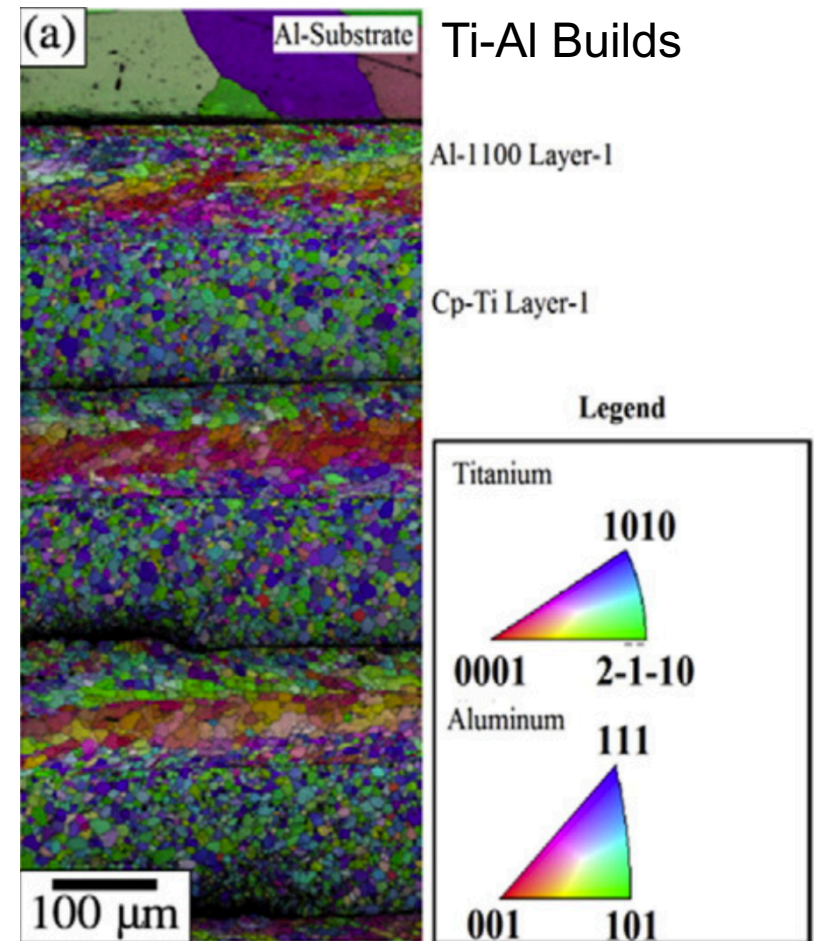 (a)
Al-Substrate
Ti-Al Builds
Al-1100 Layer-1
Cp-Ti Layer-1
Legend
Titanium
1010
0001
2-1-10
Aluminum
111
001
101
100 μm